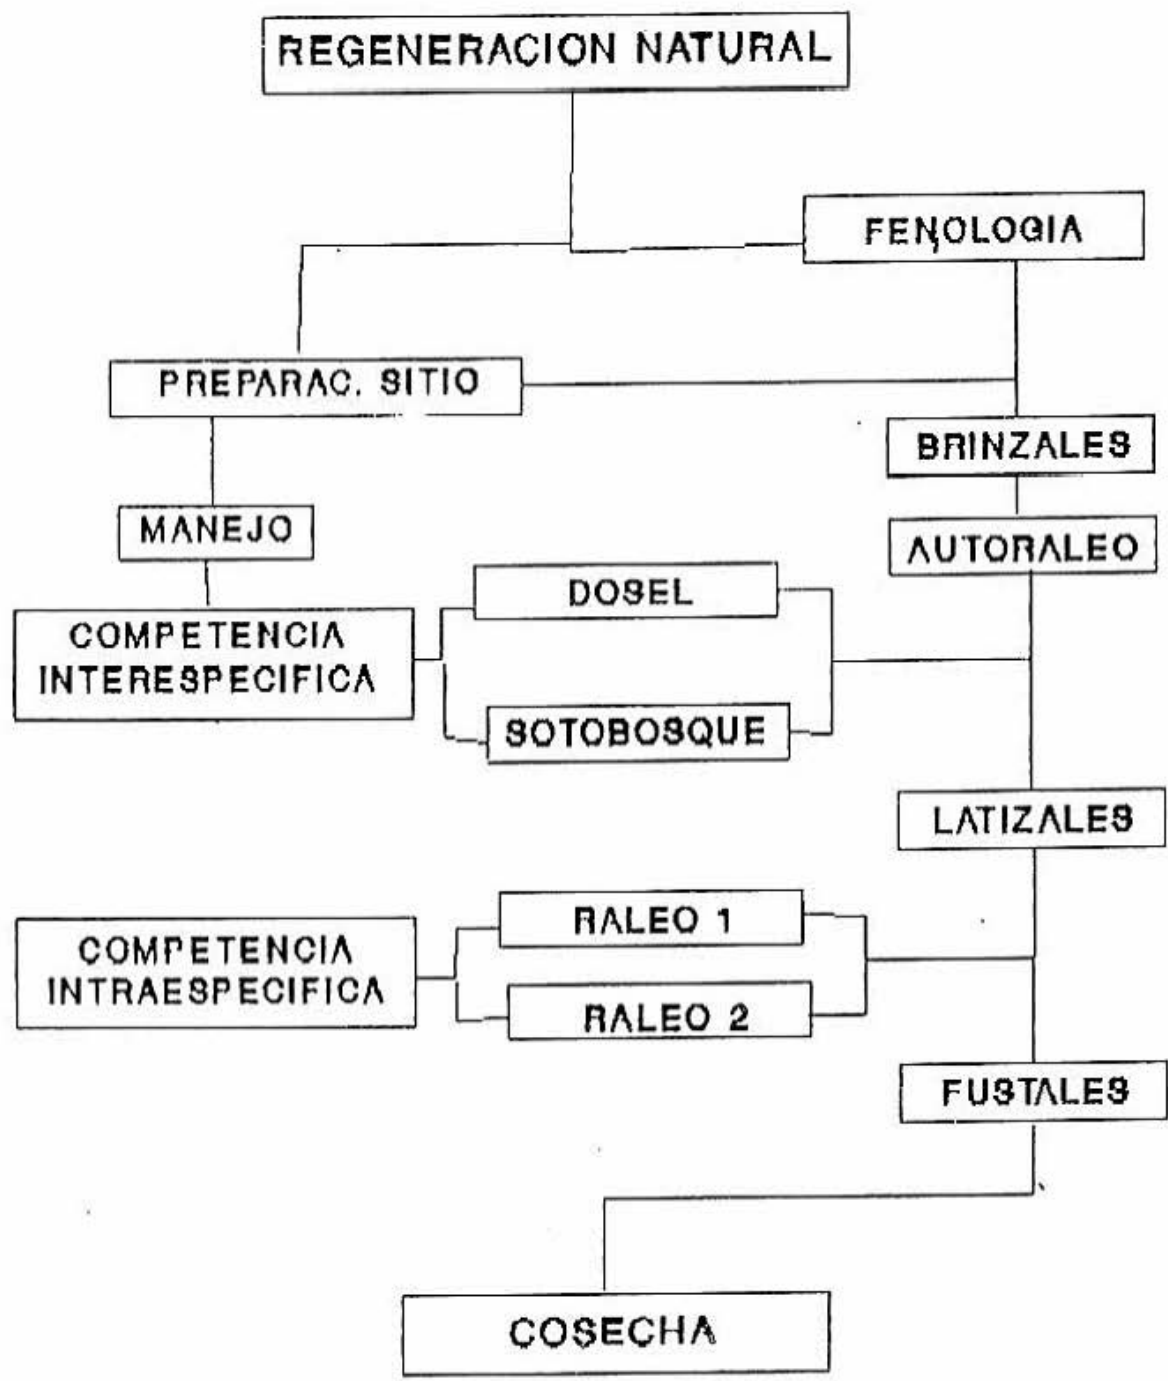 REGENERACION NATURAL
FENOLOGIA
PREPARAC. SITIO
BRINZALES
MANEJO
AUTORALEO
DOSEL
COMPETENCIA
INTERESPECIFICA
SOTOBOSQUE
LATIZALES
RALEO 1
COMPETENCIA
INTRAESPECIFICA
RALEO 2
FUSTALES
COSECHA